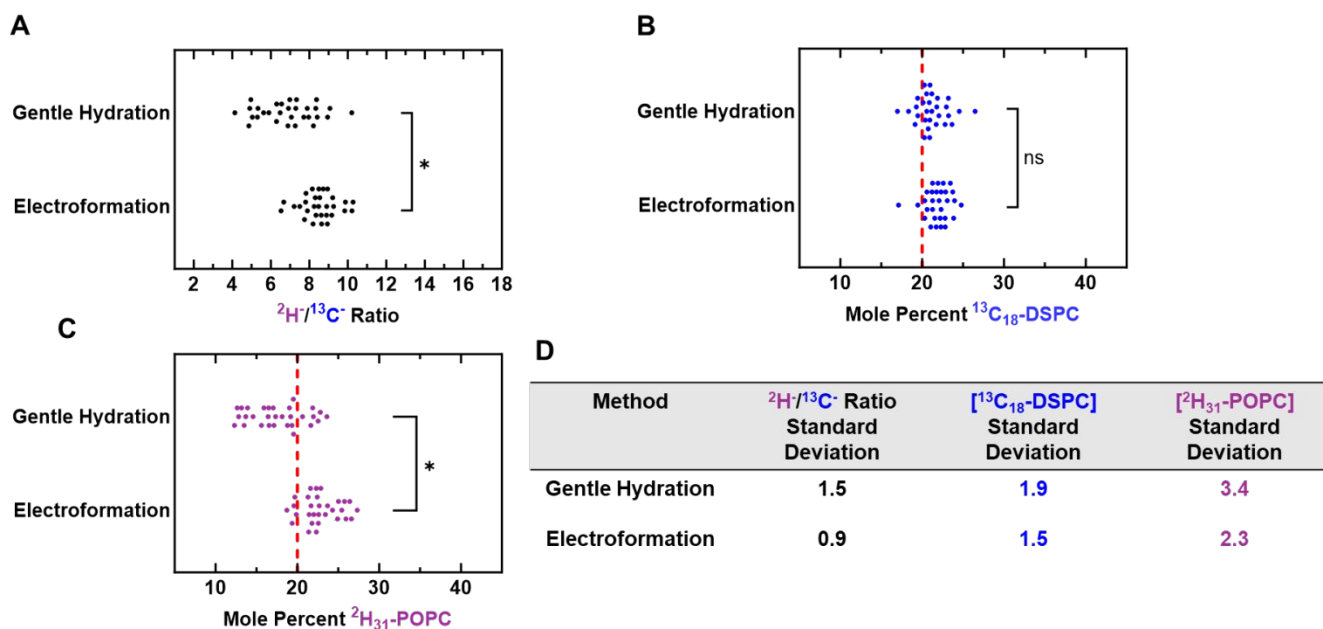 A
Gentle Hydration
*
Electroformation
2 4 6 8 10 12 14 16 18
²H⁻/¹³C⁻ Ratio
B
Gentle Hydration
ns
Electroformation
10 20 30 40
Mole Percent ¹³C₁₈-DSPC
C
Gentle Hydration
*
Electroformation
10 20 30 40
Mole Percent ²H₃₁-POPC
D
Method ²H⁻/¹³C⁻ Ratio [¹³C₁₈-DSPC] [²H₃₁-POPC]
Standard Standard Standard
Deviation Deviation Deviation
Gentle Hydration 1.5 1.9 3.4
Electroformation 0.9 1.5 2.3